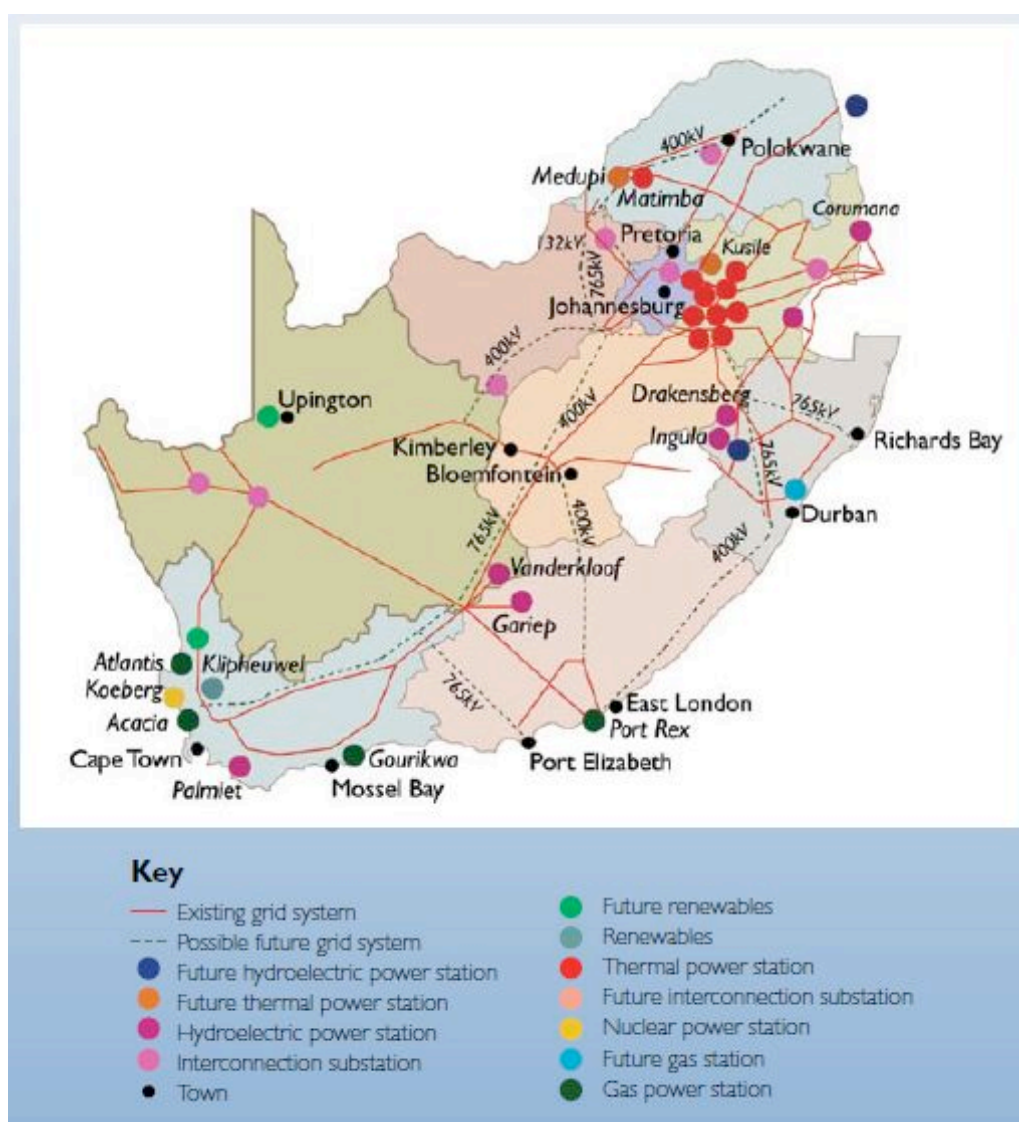 400kV
Polokwane
Medupi
Matimba
Corumana
132kV
Pretoria
Kusile
765kV
Johannesburg
400kV
Upington
400kV
Drakensberg
765kV
Kimberley
Ingula
Richards Bay
Bloemfontein
765kV
Durban
765kV
400kV
400kV
Vanderkloof
Gariep
Atlantis
Klipheuwel
Koeberg
765kV
East London
Acacia
Port Rex
Cape Town
Gourikwa
Port Elizabeth
Palmiet
Mossel Bay
Key
Existing grid system
Possible future grid system
Future hydroelectric power station
Future thermal power station
Hydroelectric power station
Interconnection substation
Town
Future renewables
Renewables
Thermal power station
Future interconnection substation
Nuclear power station
Future gas station
Gas power station